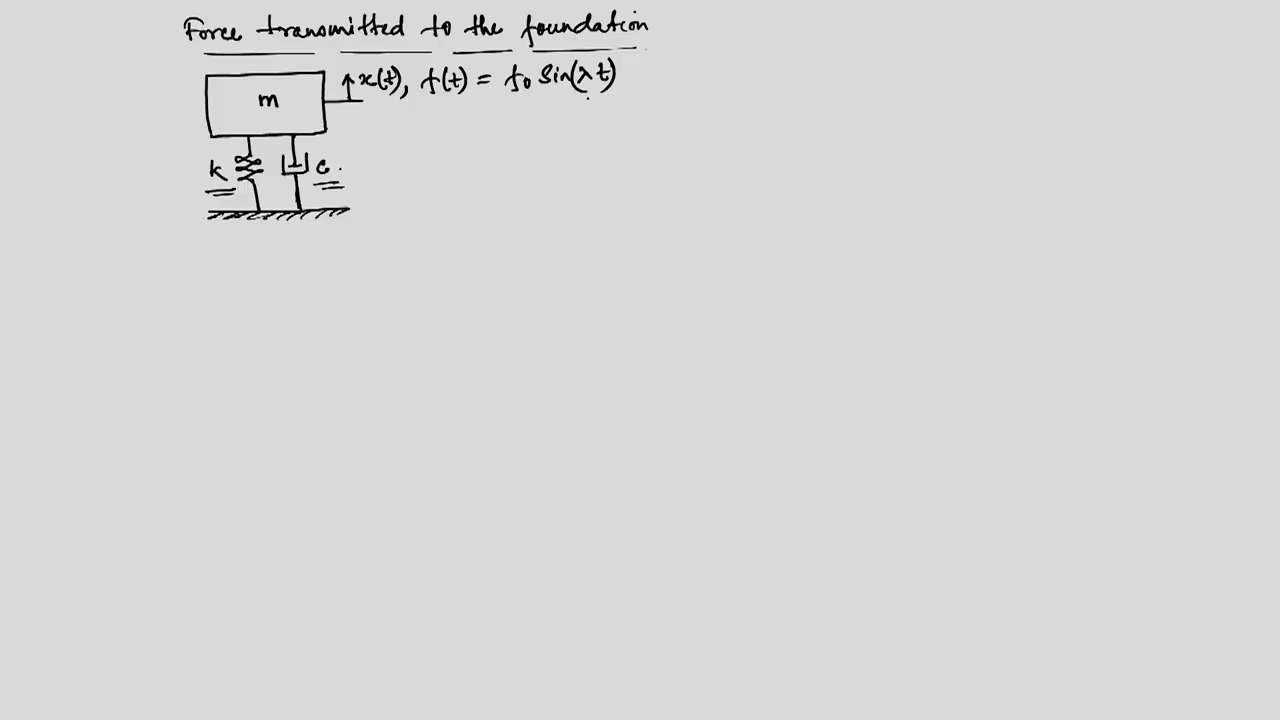 Force transmitted to the foundation
m x(t), f(t) = f₀ Sin(λt)
k c